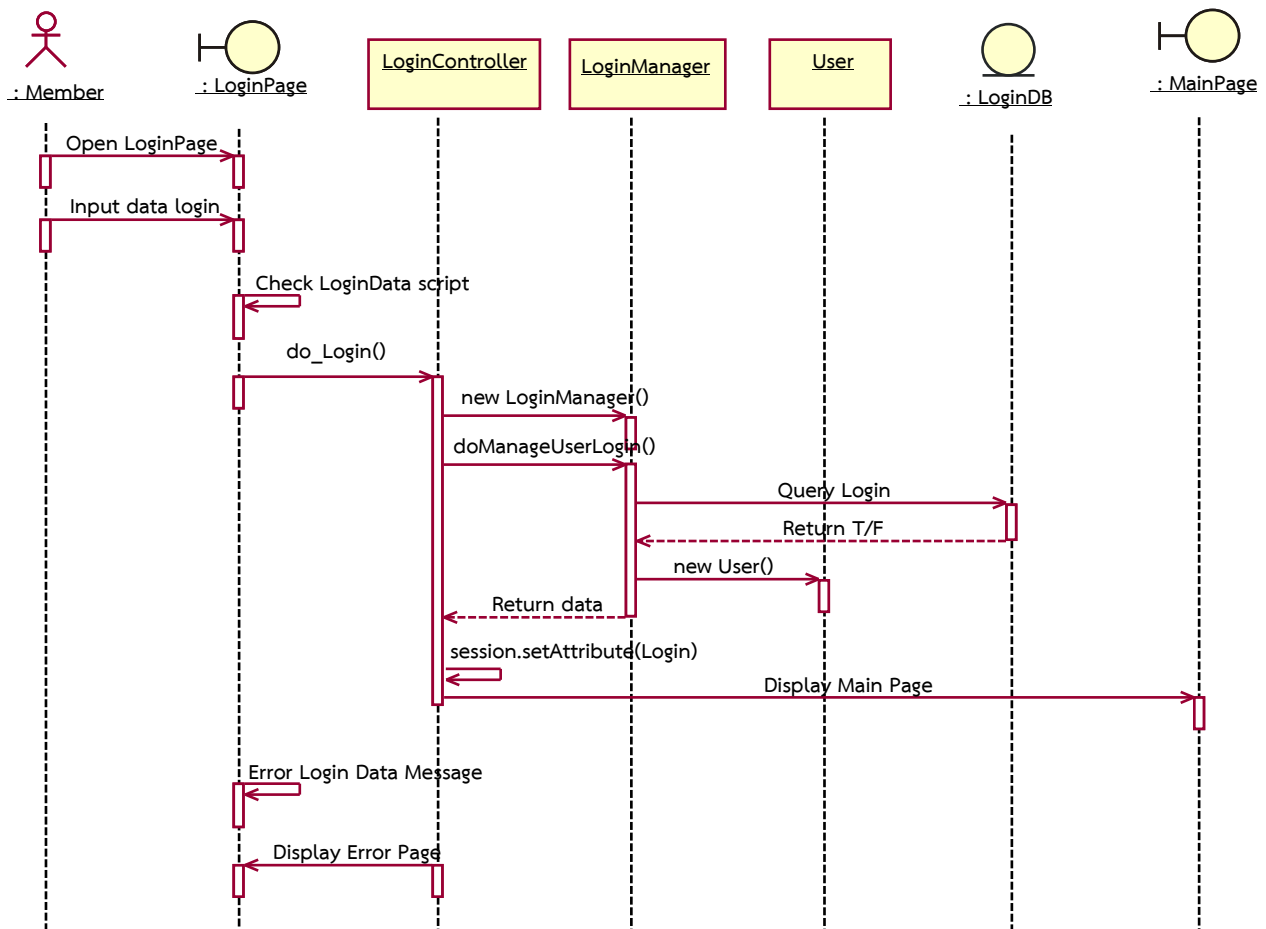 : Member
: LoginPage
LoginController
LoginManager
User
: LoginDB
: MainPage
Open LoginPage
Input data login
Check LoginData script
do_Login()
new LoginManager()
doManageUserLogin()
Query Login
Return T/F
new User()
Return data
session.setAttribute(Login)
Display Main Page
Error Login Data Message
Display Error Page